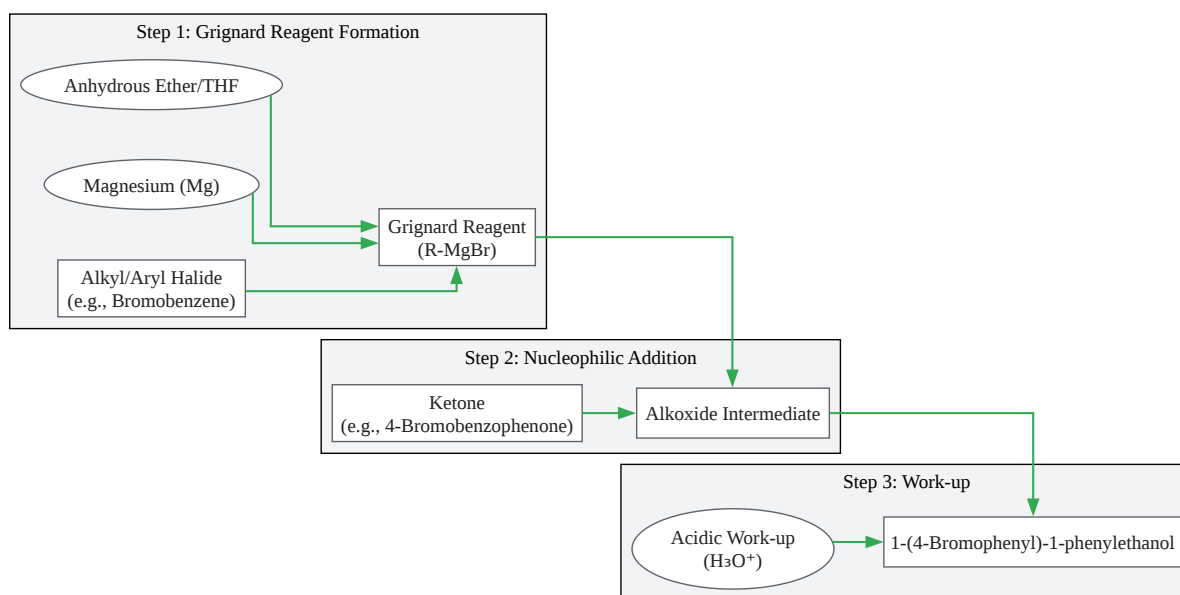 Step 1: Grignard Reagent Formation
Anhydrous Ether/THF
Magnesium (Mg)
Grignard Reagent
(R-MgBr)
Alkyl/Aryl Halide
(e.g., Bromobenzene)
Step 2: Nucleophilic Addition
Ketone
(e.g., 4-Bromobenzophenone)
Alkoxide Intermediate
Step 3: Work-up
Acidic Work-up
(H₃O⁺)
1-(4-Bromophenyl)-1-phenylethanol